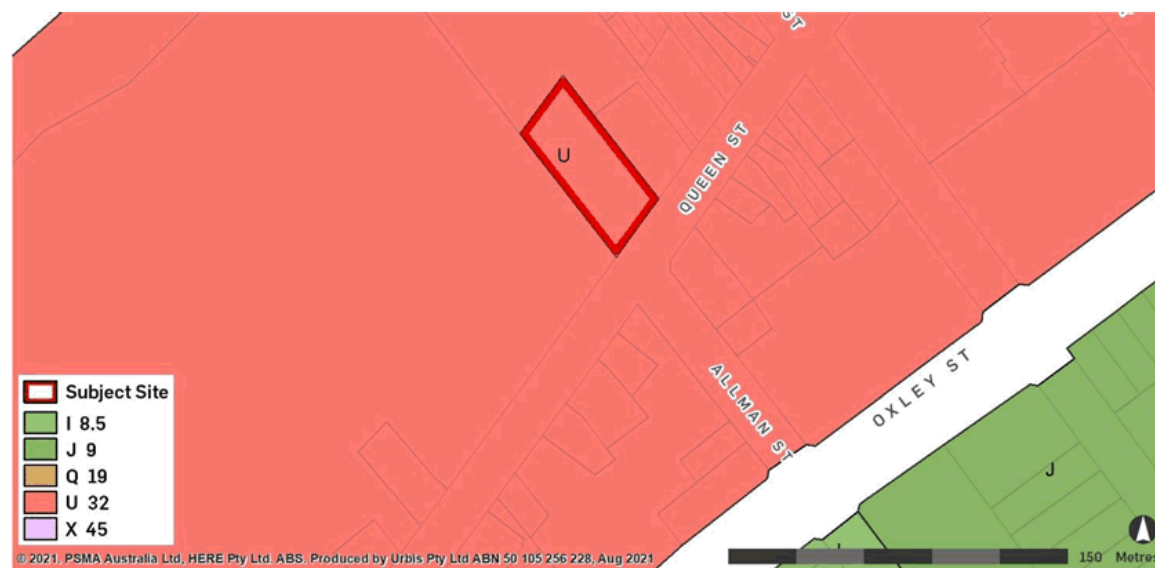 ST
U
QUEEN ST
ALLMAN ST
OXLEY ST
J
Subject Site
I 8.5
J 9
Q 19
U 32
X 45
© 2021. PSMA Australia Ltd, HERE Pty Ltd. ABS. Produced by Urbis Pty Ltd ABN 50 105 256 228, Aug 2021
150 Metres